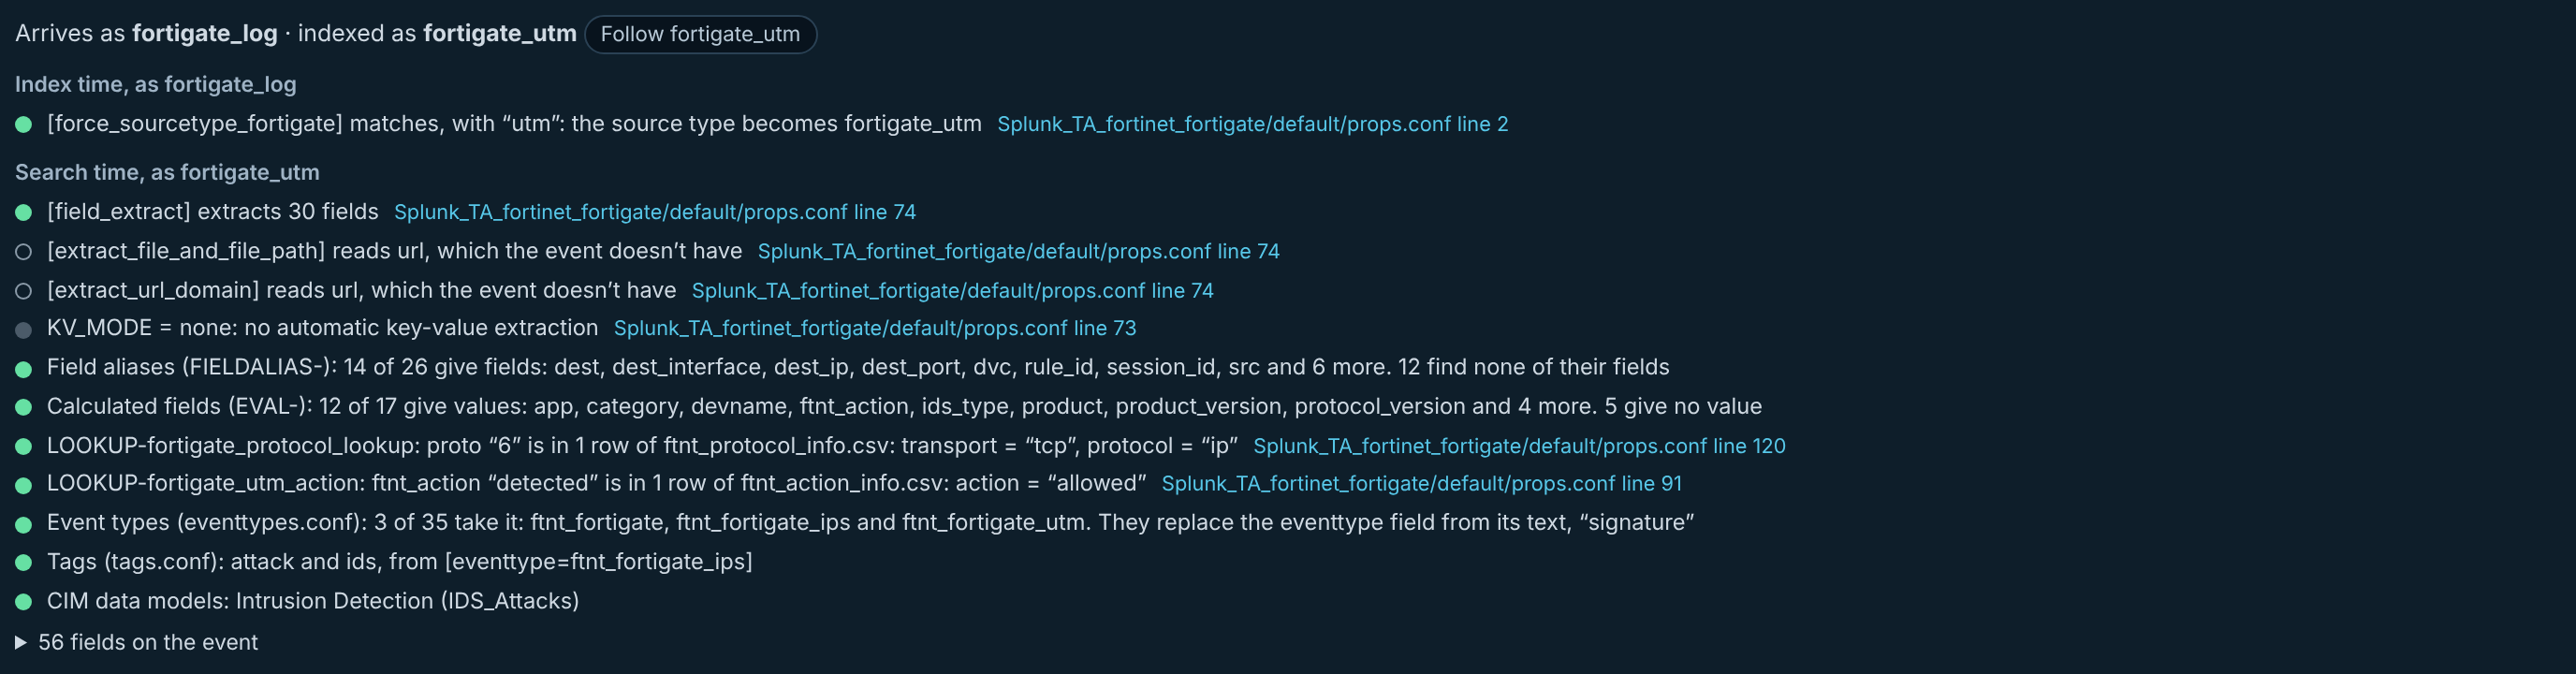 Arrives as fortigate_log · indexed as fortigate_utm Follow fortigate_utm
Index time, as fortigate_log
[force_sourcetype_fortigate] matches, with “utm”: the source type becomes fortigate_utm Splunk_TA_fortinet_fortigate/default/props.conf line 2
Search time, as fortigate_utm
[field_extract] extracts 30 fields Splunk_TA_fortinet_fortigate/default/props.conf line 74
[extract_file_and_file_path] reads url, which the event doesn’t have Splunk_TA_fortinet_fortigate/default/props.conf line 74
[extract_url_domain] reads url, which the event doesn’t have Splunk_TA_fortinet_fortigate/default/props.conf line 74
KV_MODE = none: no automatic key-value extraction Splunk_TA_fortinet_fortigate/default/props.conf line 73
Field aliases (FIELDALIAS-): 14 of 26 give fields: dest, dest_interface, dest_ip, dest_port, dvc, rule_id, session_id, src and 6 more. 12 find none of their fields
Calculated fields (EVAL-): 12 of 17 give values: app, category, devname, ftnt_action, ids_type, product, product_version, protocol_version and 4 more. 5 give no value
LOOKUP-fortigate_protocol_lookup: proto “6” is in 1 row of ftnt_protocol_info.csv: transport = “tcp”, protocol = “ip” Splunk_TA_fortinet_fortigate/default/props.conf line 120
LOOKUP-fortigate_utm_action: ftnt_action “detected” is in 1 row of ftnt_action_info.csv: action = “allowed” Splunk_TA_fortinet_fortigate/default/props.conf line 91
Event types (eventtypes.conf): 3 of 35 take it: ftnt_fortigate, ftnt_fortigate_ips and ftnt_fortigate_utm. They replace the eventtype field from its text, “signature”
Tags (tags.conf): attack and ids, from [eventtype=ftnt_fortigate_ips]
CIM data models: Intrusion Detection (IDS_Attacks)
56 fields on the event